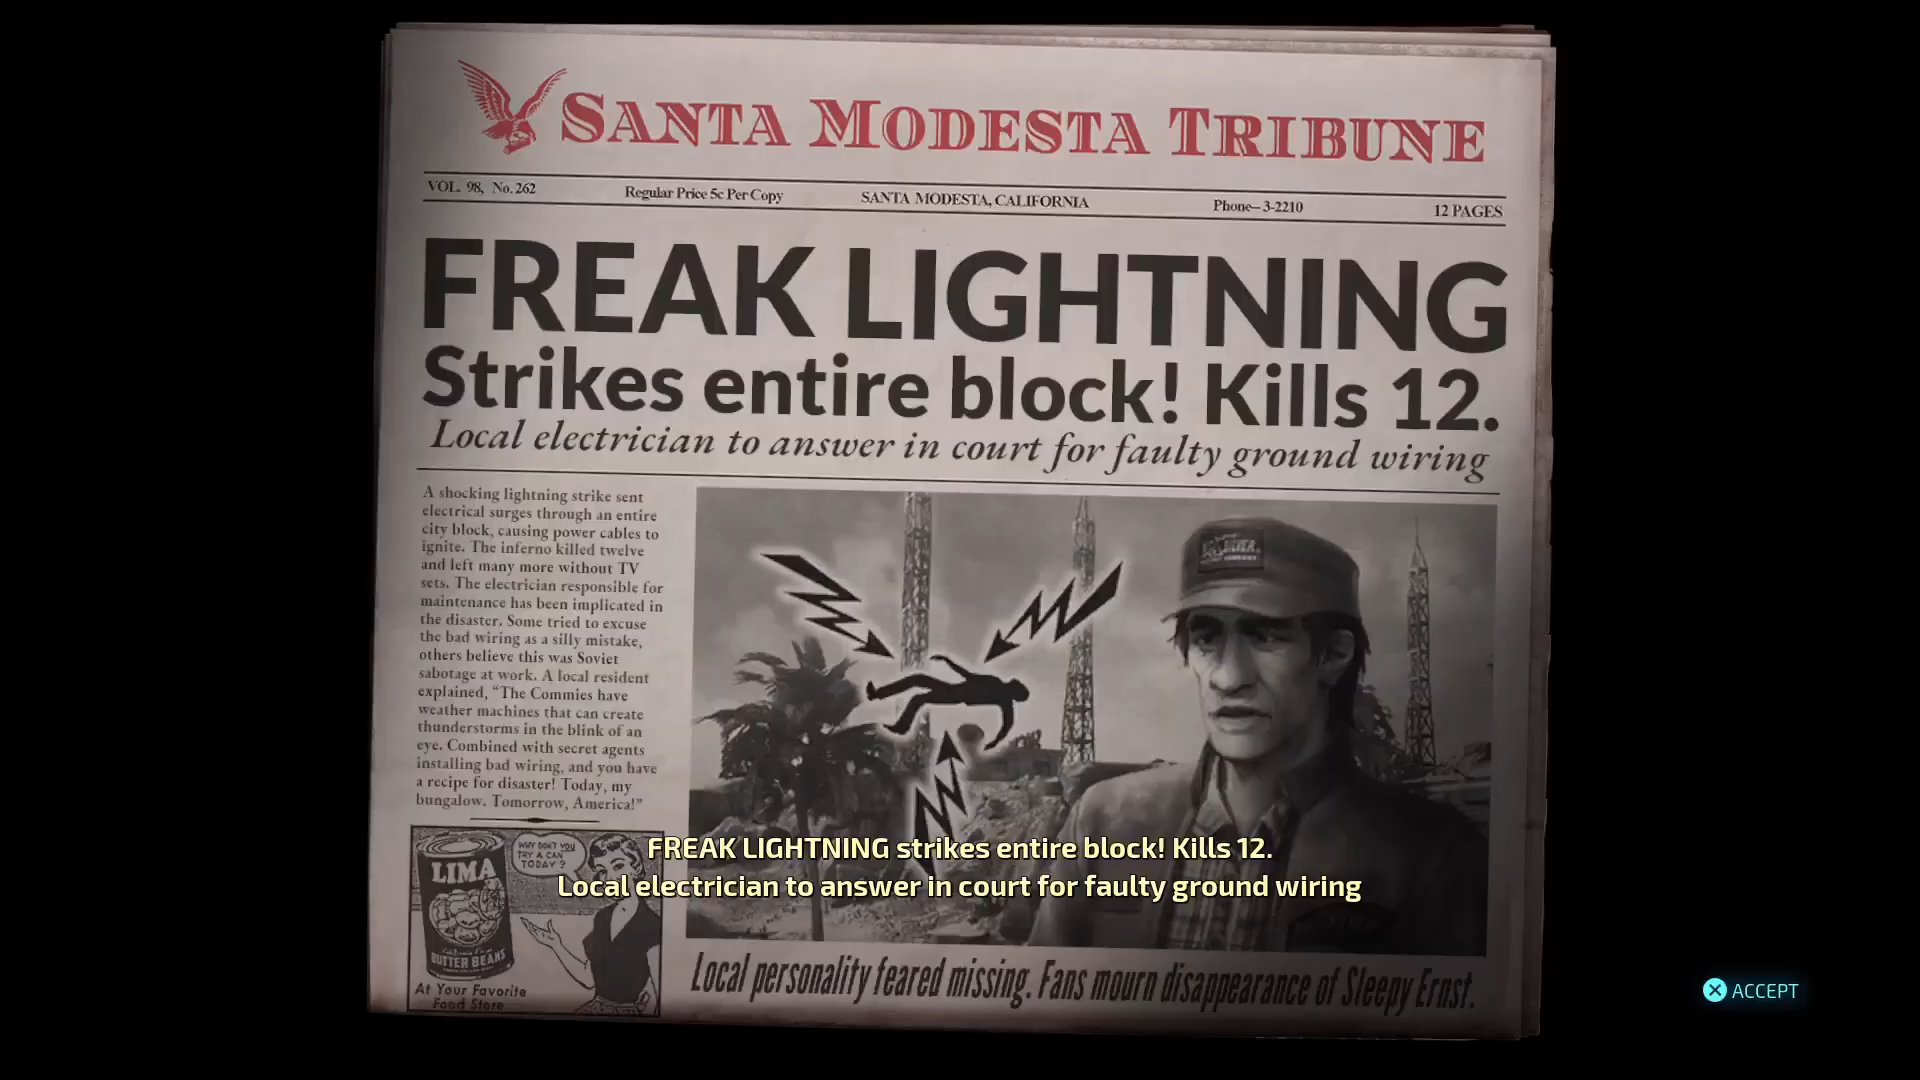 SANTA MODESTA TRIBUNE
VOL. 98, No. 262
Regular Price 5c Per Copy
SANTA MODESTA, CALIFORNIA
Phone—3-2210
12 PAGES
FREAK LIGHTNING
Strikes entire block! Kills 12.
Local electrician to answer in court for faulty ground wiring
A shocking lightning strike sent
electrical surges through an entire
city block, causing power cables to
ignite. The inferno killed twelve
and left many more without TV
sets. The electrician responsible for
maintenance has been implicated in
the disaster. Some tried to excuse
the bad wiring as a silly mistake,
others believe this was Soviet
sabotage at work. A local resident
explained, “The Commies have
weather machines that can create
thunderstorms in the blink of an
eye. Combined with secret agents
installing bad wiring, and you have
a recipe for disaster! Today, my
bungalow. Tomorrow, America!”
WHY DON'T YOU
TRY A CAN
TODAY?
LIMA
BUTTER BEANS
At Your Favorite
Food Store
FREAK LIGHTNING strikes entire block! Kills 12.
Local electrician to answer in court for faulty ground wiring
Local personality feared missing. Fans mourn disappearance of Sleepy Ernst.
ACCEPT